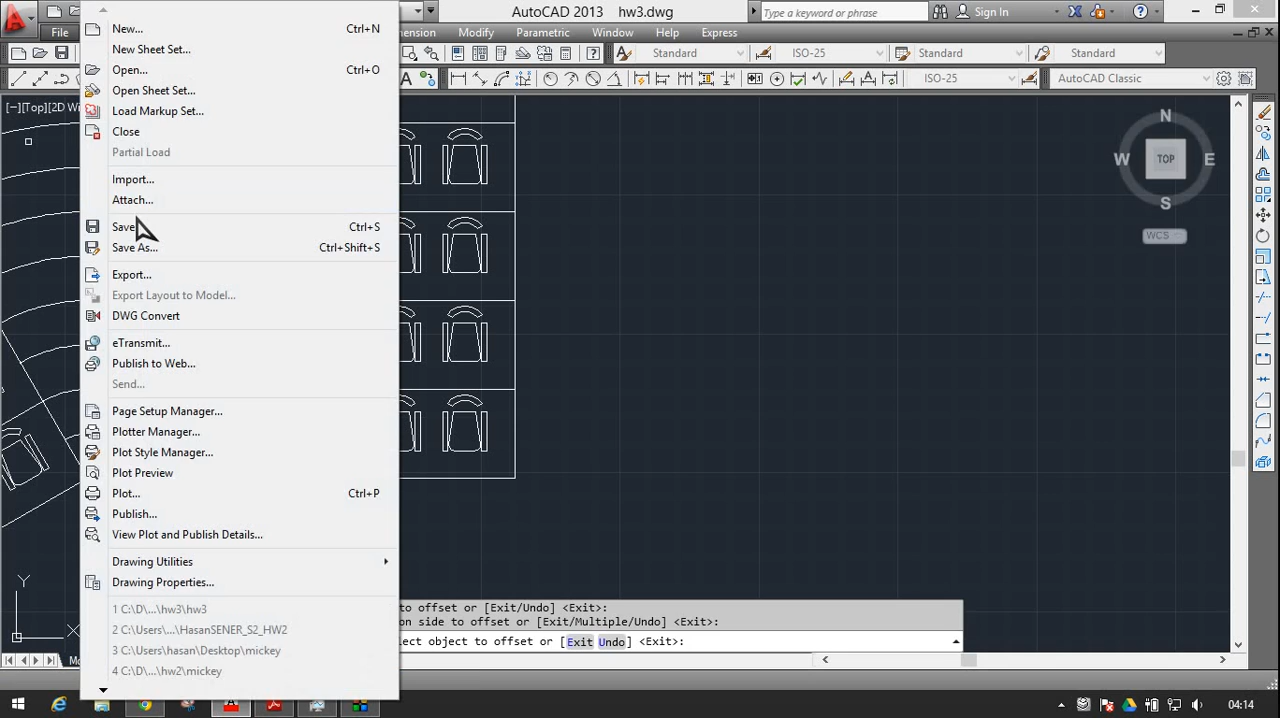 AutoCAD 2013 hw3.dwg
Type a keyword or phrase
Sign In
File
Modify Parametric Window Help Express
Standard ISO-25 Standard Standard
A ISO-25 AutoCAD Classic
[−][Top][2D Wi
New... Ctrl+N
New Sheet Set...
Open... Ctrl+O
Open Sheet Set...
Load Markup Set...
Close
Partial Load
Import...
Attach...
Save Ctrl+S
Save As... Ctrl+Shift+S
Export...
Export Layout to Model...
DWG Convert
eTransmit...
Publish to Web...
Send...
Page Setup Manager...
Plotter Manager...
Plot Style Manager...
Plot Preview
Plot... Ctrl+P
Publish...
View Plot and Publish Details...
Drawing Utilities
Drawing Properties...
1 C:\D\...\hw3\hw3
2 C:\Users\...\HasanSENER_S2_HW2
3 C:\Users\hasan\Desktop\mickey
4 C:\D\...\hw2\mickey
N
W TOP E
S
WCS
Y
X
to offset or [Exit/Undo] <Exit>:
on side to offset or [Exit/Multiple/Undo] <Exit>:
lect object to offset or [Exit Undo] <Exit>:
04:14